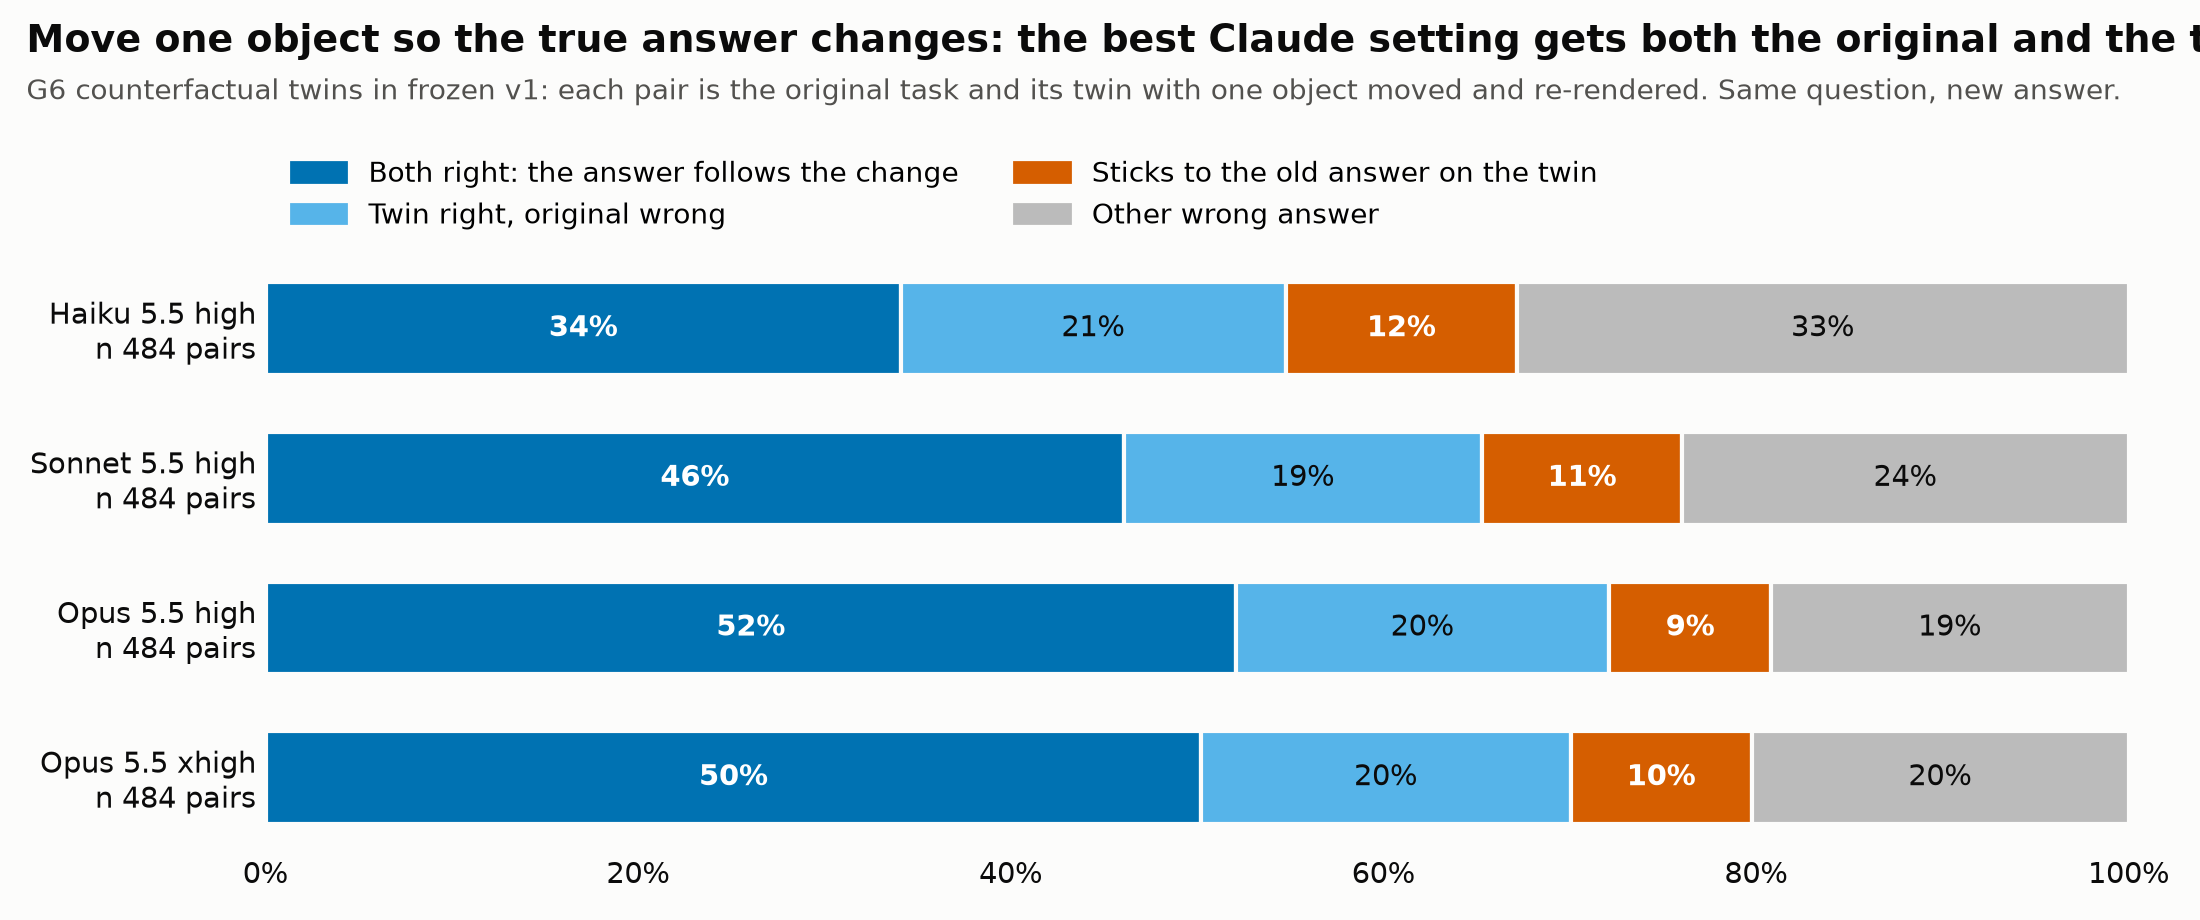 Move one object so the true answer changes: the best Claude setting gets both the original and the
G6 counterfactual twins in frozen v1: each pair is the original task and its twin with one object moved and re-rendered. Same question, new answer.
Both right: the answer follows the change
Sticks to the old answer on the twin
Twin right, original wrong
Other wrong answer
Haiku 5.5 high
n 484 pairs
34%
21%
12%
33%
Sonnet 5.5 high
n 484 pairs
46%
19%
11%
24%
Opus 5.5 high
n 484 pairs
52%
20%
9%
19%
Opus 5.5 xhigh
n 484 pairs
50%
20%
10%
20%
0%
20%
40%
60%
80%
100%